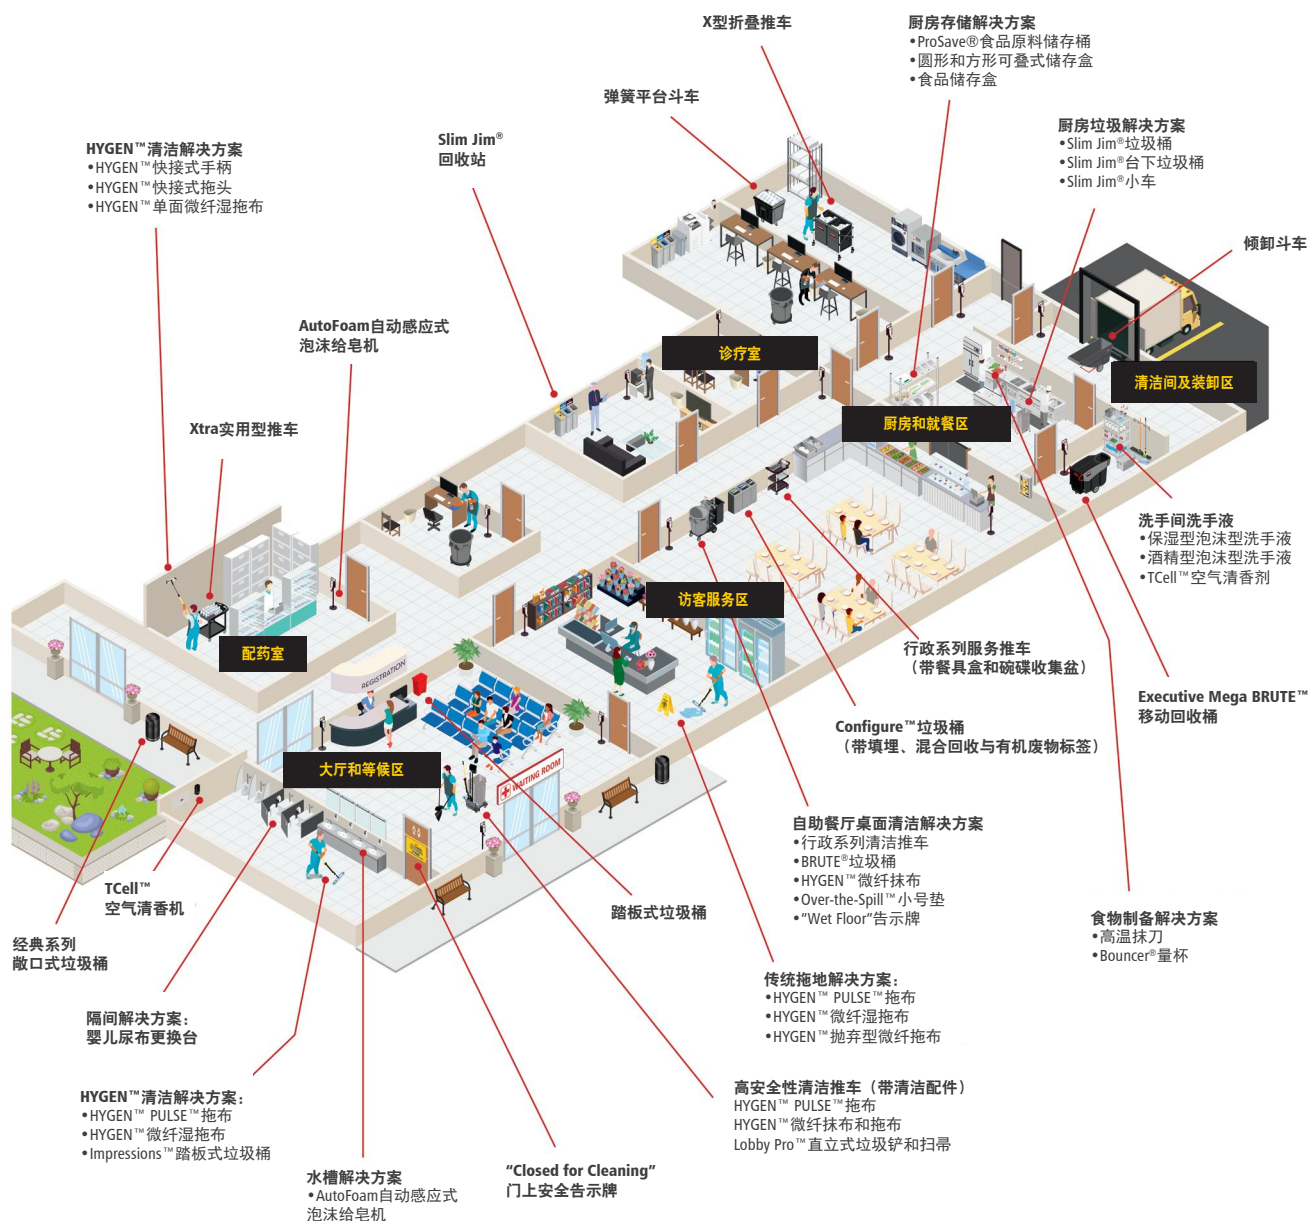 X型折叠推车
厨房存储解决方案
•ProSave®食品原料储存桶
•圆形和方形可叠式储存盒
•食品储存盒
弹簧平台斗车
厨房垃圾解决方案
•Slim Jim®垃圾桶
•Slim Jim®台下垃圾桶
•Slim Jim®小车
Slim Jim®
回收站
HYGEN™清洁解决方案
•HYGEN™快接式手柄
•HYGEN™快接式拖头
•HYGEN™单面微纤湿拖布
倾卸斗车
AutoFoam自动感应式
泡沫给皂机
诊疗室
清洁间及装卸区
厨房和就餐区
Xtra实用型推车
洗手间洗手液
•保湿型泡沫型洗手液
•酒精型泡沫型洗手液
•TCell™空气清香剂
访客服务区
配药室
REGISTRATION
行政系列服务推车
（带餐具盒和碗碟收集盆）
Executive Mega BRUTE™
移动回收桶
Configure™垃圾桶
（带填埋、混合回收与有机废物标签）
大厅和等候区
WAITING ROOM
自助餐厅桌面清洁解决方案
•行政系列清洁推车
•BRUTE®垃圾桶
•HYGEN™微纤抹布
•Over-the-Spill™小号垫
•“Wet Floor”告示牌
TCell™
空气清香机
踏板式垃圾桶
食物制备解决方案
•高温抹刀
•Bouncer®量杯
经典系列
敞口式垃圾桶
传统拖地解决方案：
•HYGEN™ PULSE™拖布
•HYGEN™微纤湿拖布
•HYGEN™抛弃型微纤拖布
隔间解决方案：
婴儿尿布更换台
高安全性清洁推车（带清洁配件）
HYGEN™ PULSE™拖布
HYGEN™微纤抹布和拖布
Lobby Pro™直立式垃圾铲和扫帚
HYGEN™清洁解决方案：
•HYGEN™ PULSE™拖布
•HYGEN™微纤湿拖布
•Impressions™踏板式垃圾桶
“Closed for Cleaning”
门上安全告示牌
水槽解决方案
•AutoFoam自动感应式
泡沫给皂机